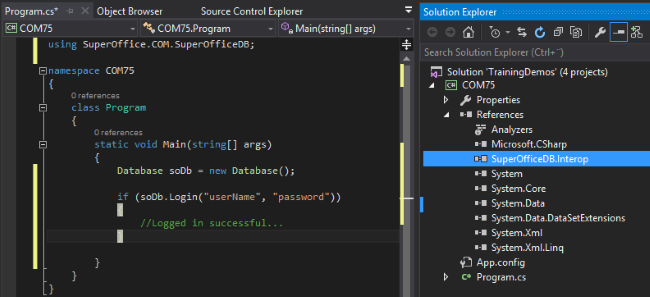 Program.cs* Object Browser Source Control Explorer
COM75 COM75.Program Main(string[] args)
using SuperOffice.COM.SuperOfficeDB;
namespace COM75
{
0 references
class Program
{
0 references
static void Main(string[] args)
{
Database soDb = new Database();
if (soDb.Login("userName", "password"))
{
//Logged in successful...
}
}
}
}
Solution Explorer
Search Solution Explorer (Ctrl+¨)
Solution 'TrainingDemos' (4 projects)
COM75
Properties
References
Analyzers
Microsoft.CSharp
SuperOfficeDB.Interop
System
System.Core
System.Data
System.Data.DataSetExtensions
System.Xml
System.Xml.Linq
App.config
Program.cs